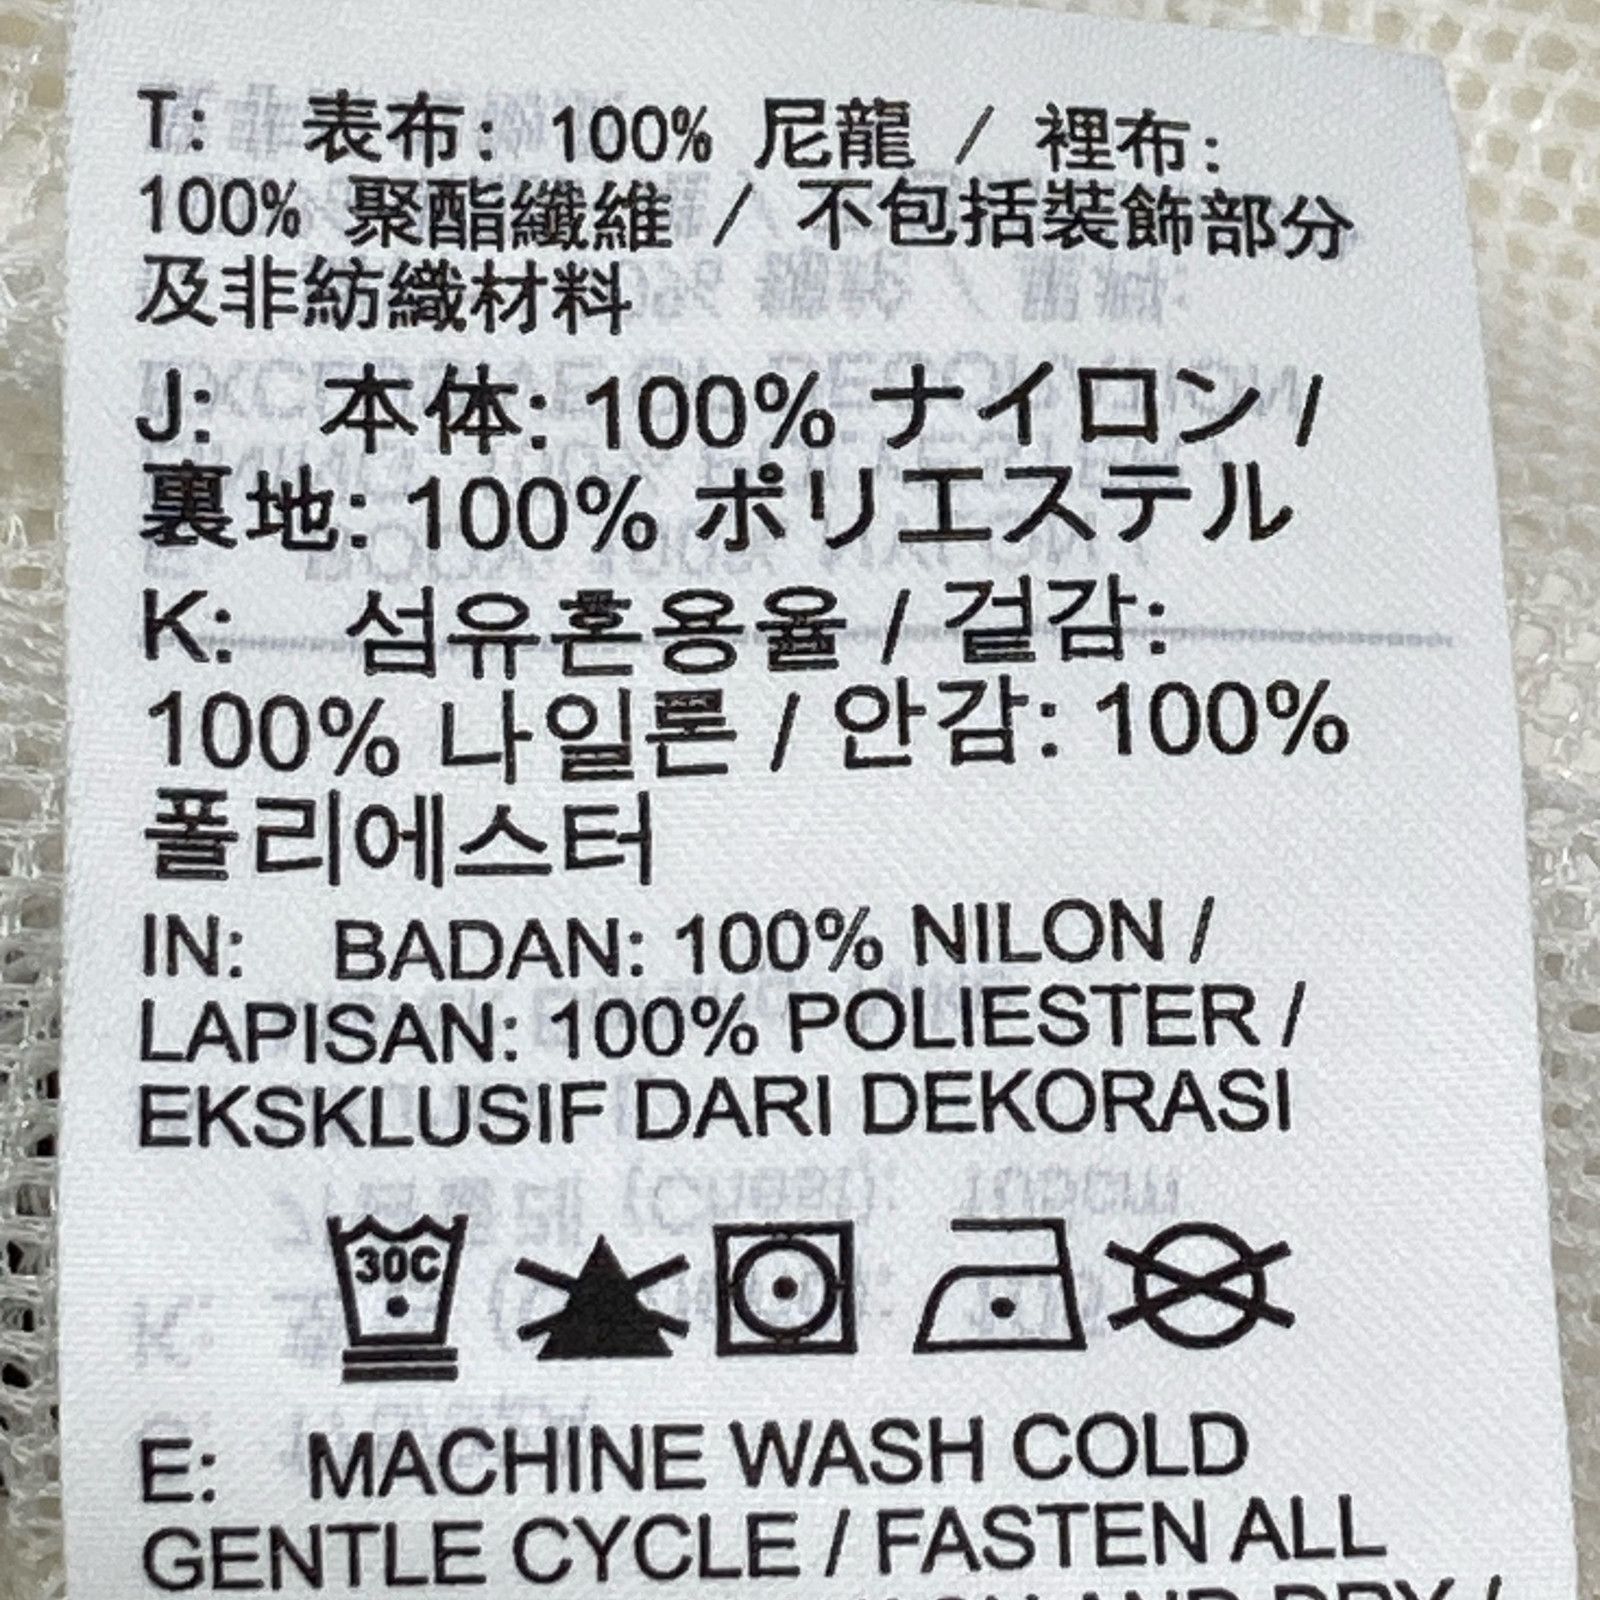 T: 表布: 100% 尼龍 / 裡布:
100% 聚酯纖維 / 不包括裝飾部分
及非紡織材料
J: 本体: 100% ナイロン /
裏地: 100% ポリエステル
K: 섬유혼용율 / 겉감:
100% 나일론 / 안감: 100%
폴리에스터
IN: BADAN: 100% NILON /
LAPISAN: 100% POLIESTER /
EKSKLUSIF DARI DEKORASI
30C
E: MACHINE WASH COLD
GENTLE CYCLE / FASTEN ALL
AND DRY /